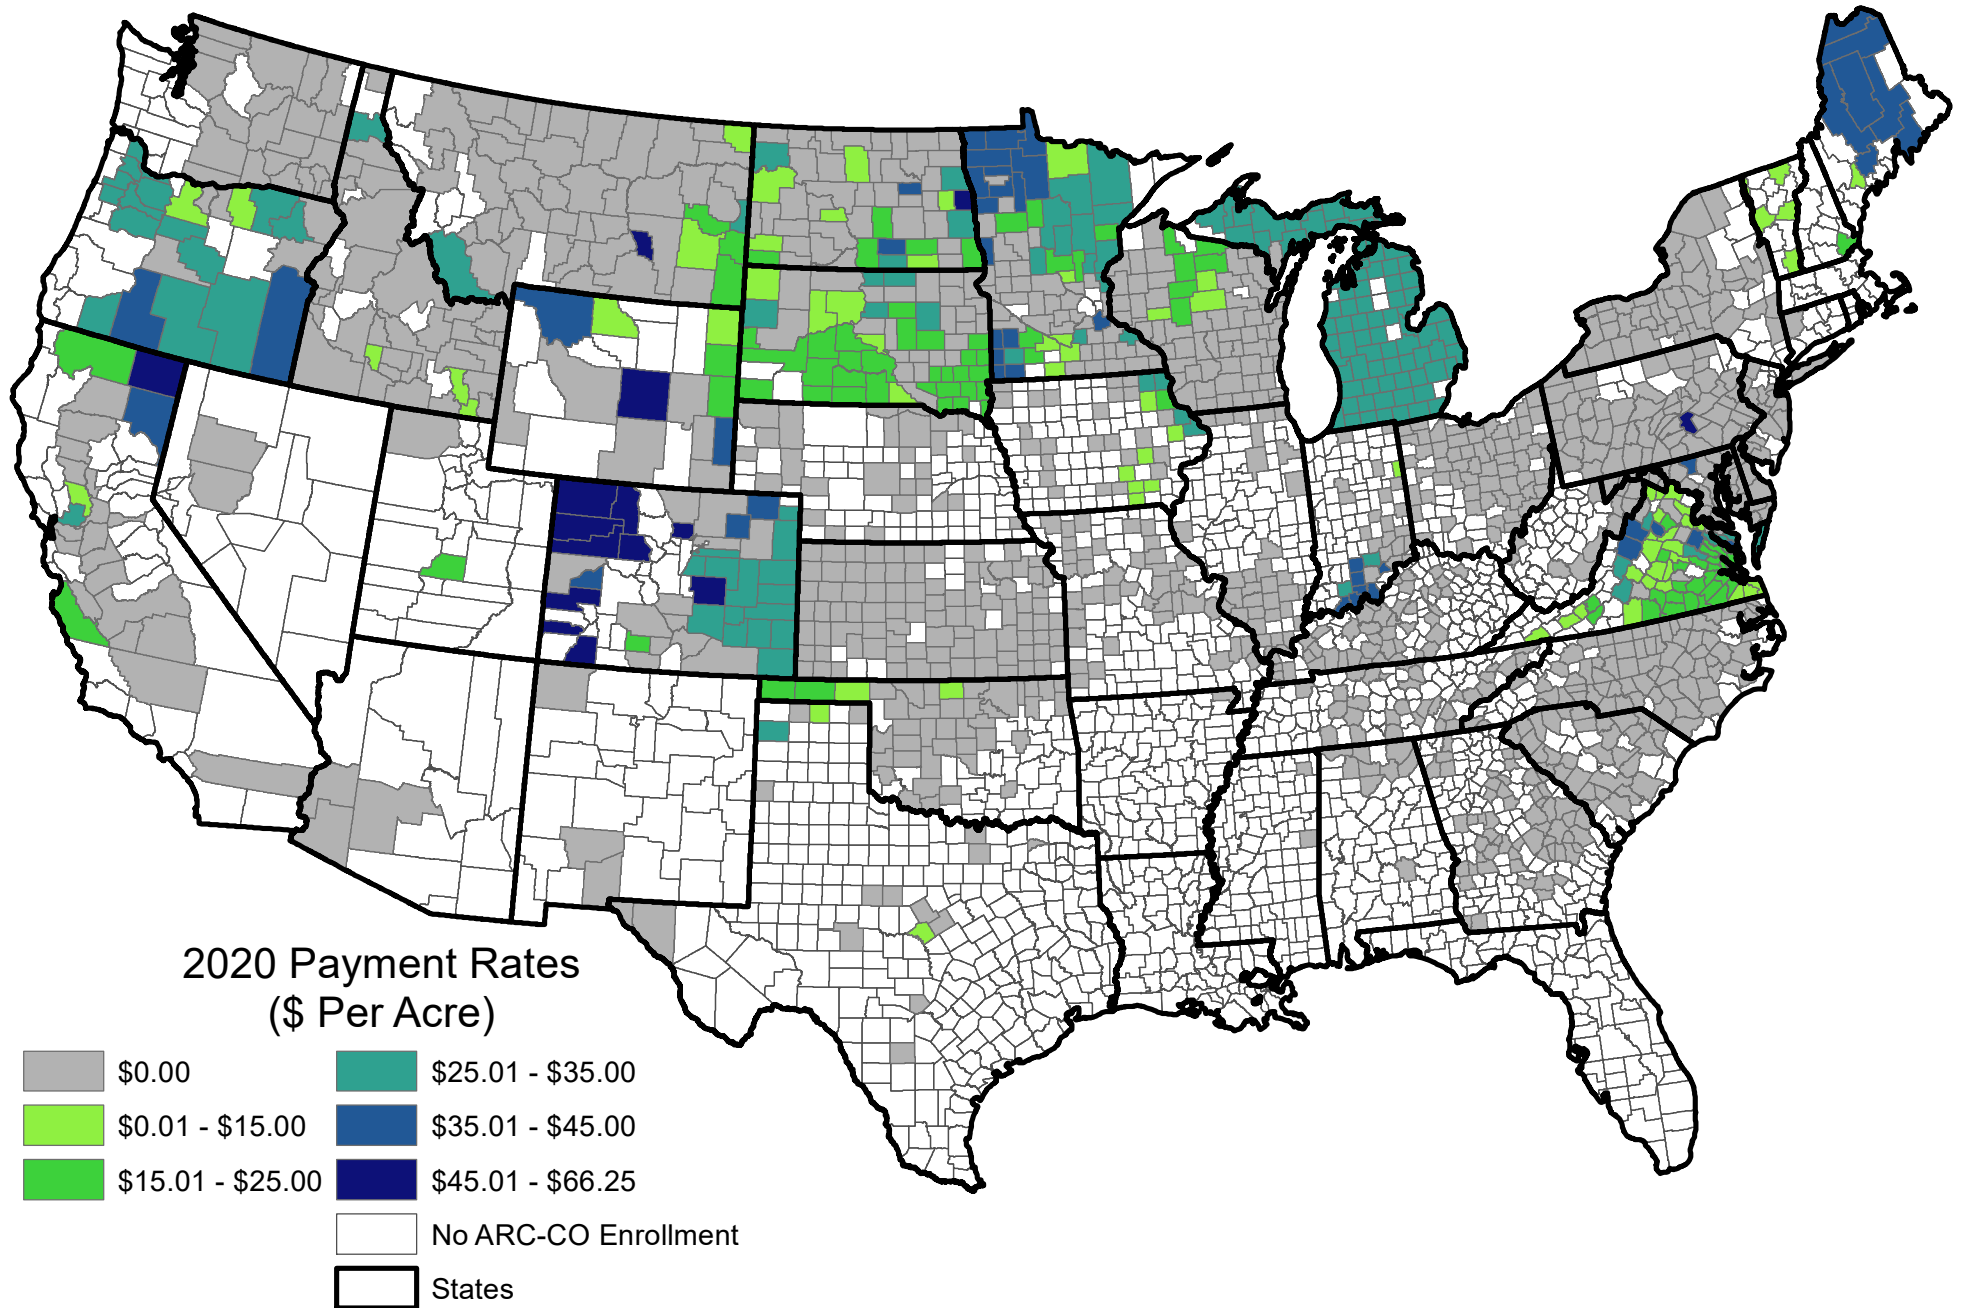 2020 Payment Rates
($ Per Acre)
$0.00
$0.01 - $15.00
$15.01 - $25.00
$25.01 - $35.00
$35.01 - $45.00
$45.01 - $66.25
No ARC-CO Enrollment
States